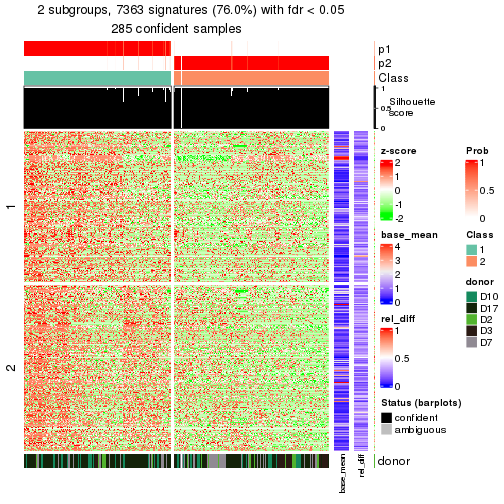 2 subgroups, 7363 signatures (76.0%) with fdr < 0.05
285 confident samples
p1
p2
Class
1
0.5
0
Silhouette
score
1
2
z-score
2
1
0
-1
-2
Prob
1
0.5
0
base_mean
4
3
2
1
0
Class
1
2
donor
D10
D17
D2
D3
D7
rel_diff
1
0.5
0
Status (barplots)
confident
ambiguous
donor
base_mean
rel_diff